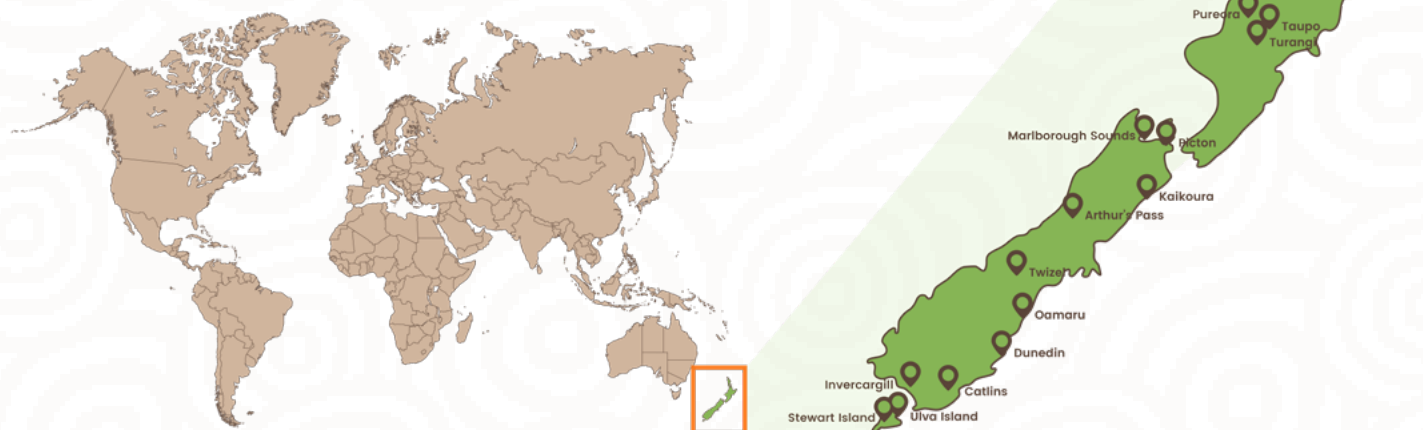 Pureora
Taupo
Turangi
Marlborough Sounds
Picton
Kaikoura
Arthur's Pass
Twizel
Oamaru
Dunedin
Invercargill
Catlins
Stewart Island
Ulva Island